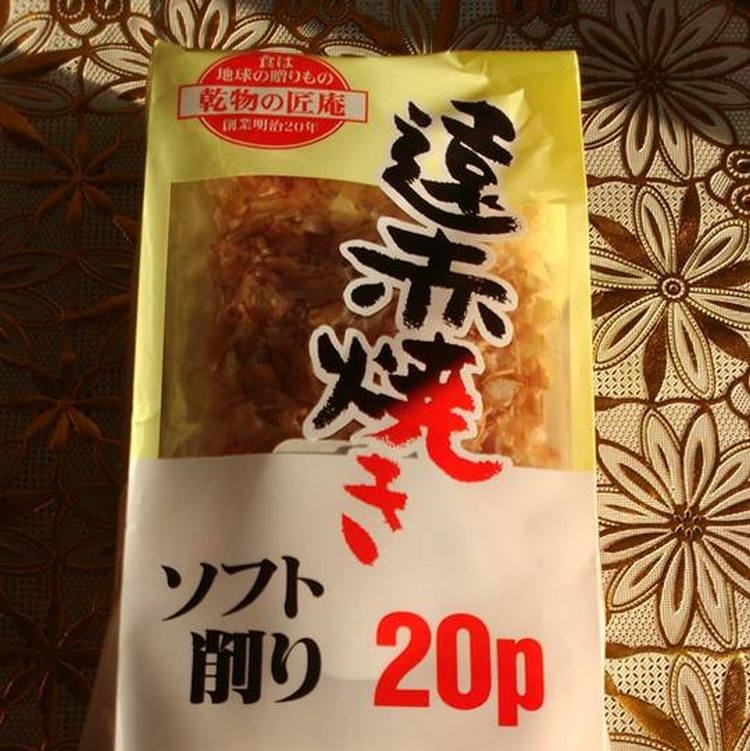 食は
地球の贈りもの
乾物の匠庵
創業明治20年
遠赤焼き
ソフト
削り
20p